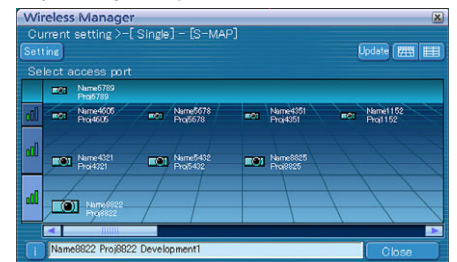 Wireless Manager
Current setting >-[Single] - [S-MAP]
Setting
Update
Select access port
Name6789
Proj6789
Name4605 Name5678 Name4351 Name1152
Proj4605 Proj5678 Proj4351 Proj1152
Name4321 Name5432 Name8825
Proj4321 Proj5432 Proj8825
Name8822
Proj8822
Name8822 Proj8822 Development1
Close